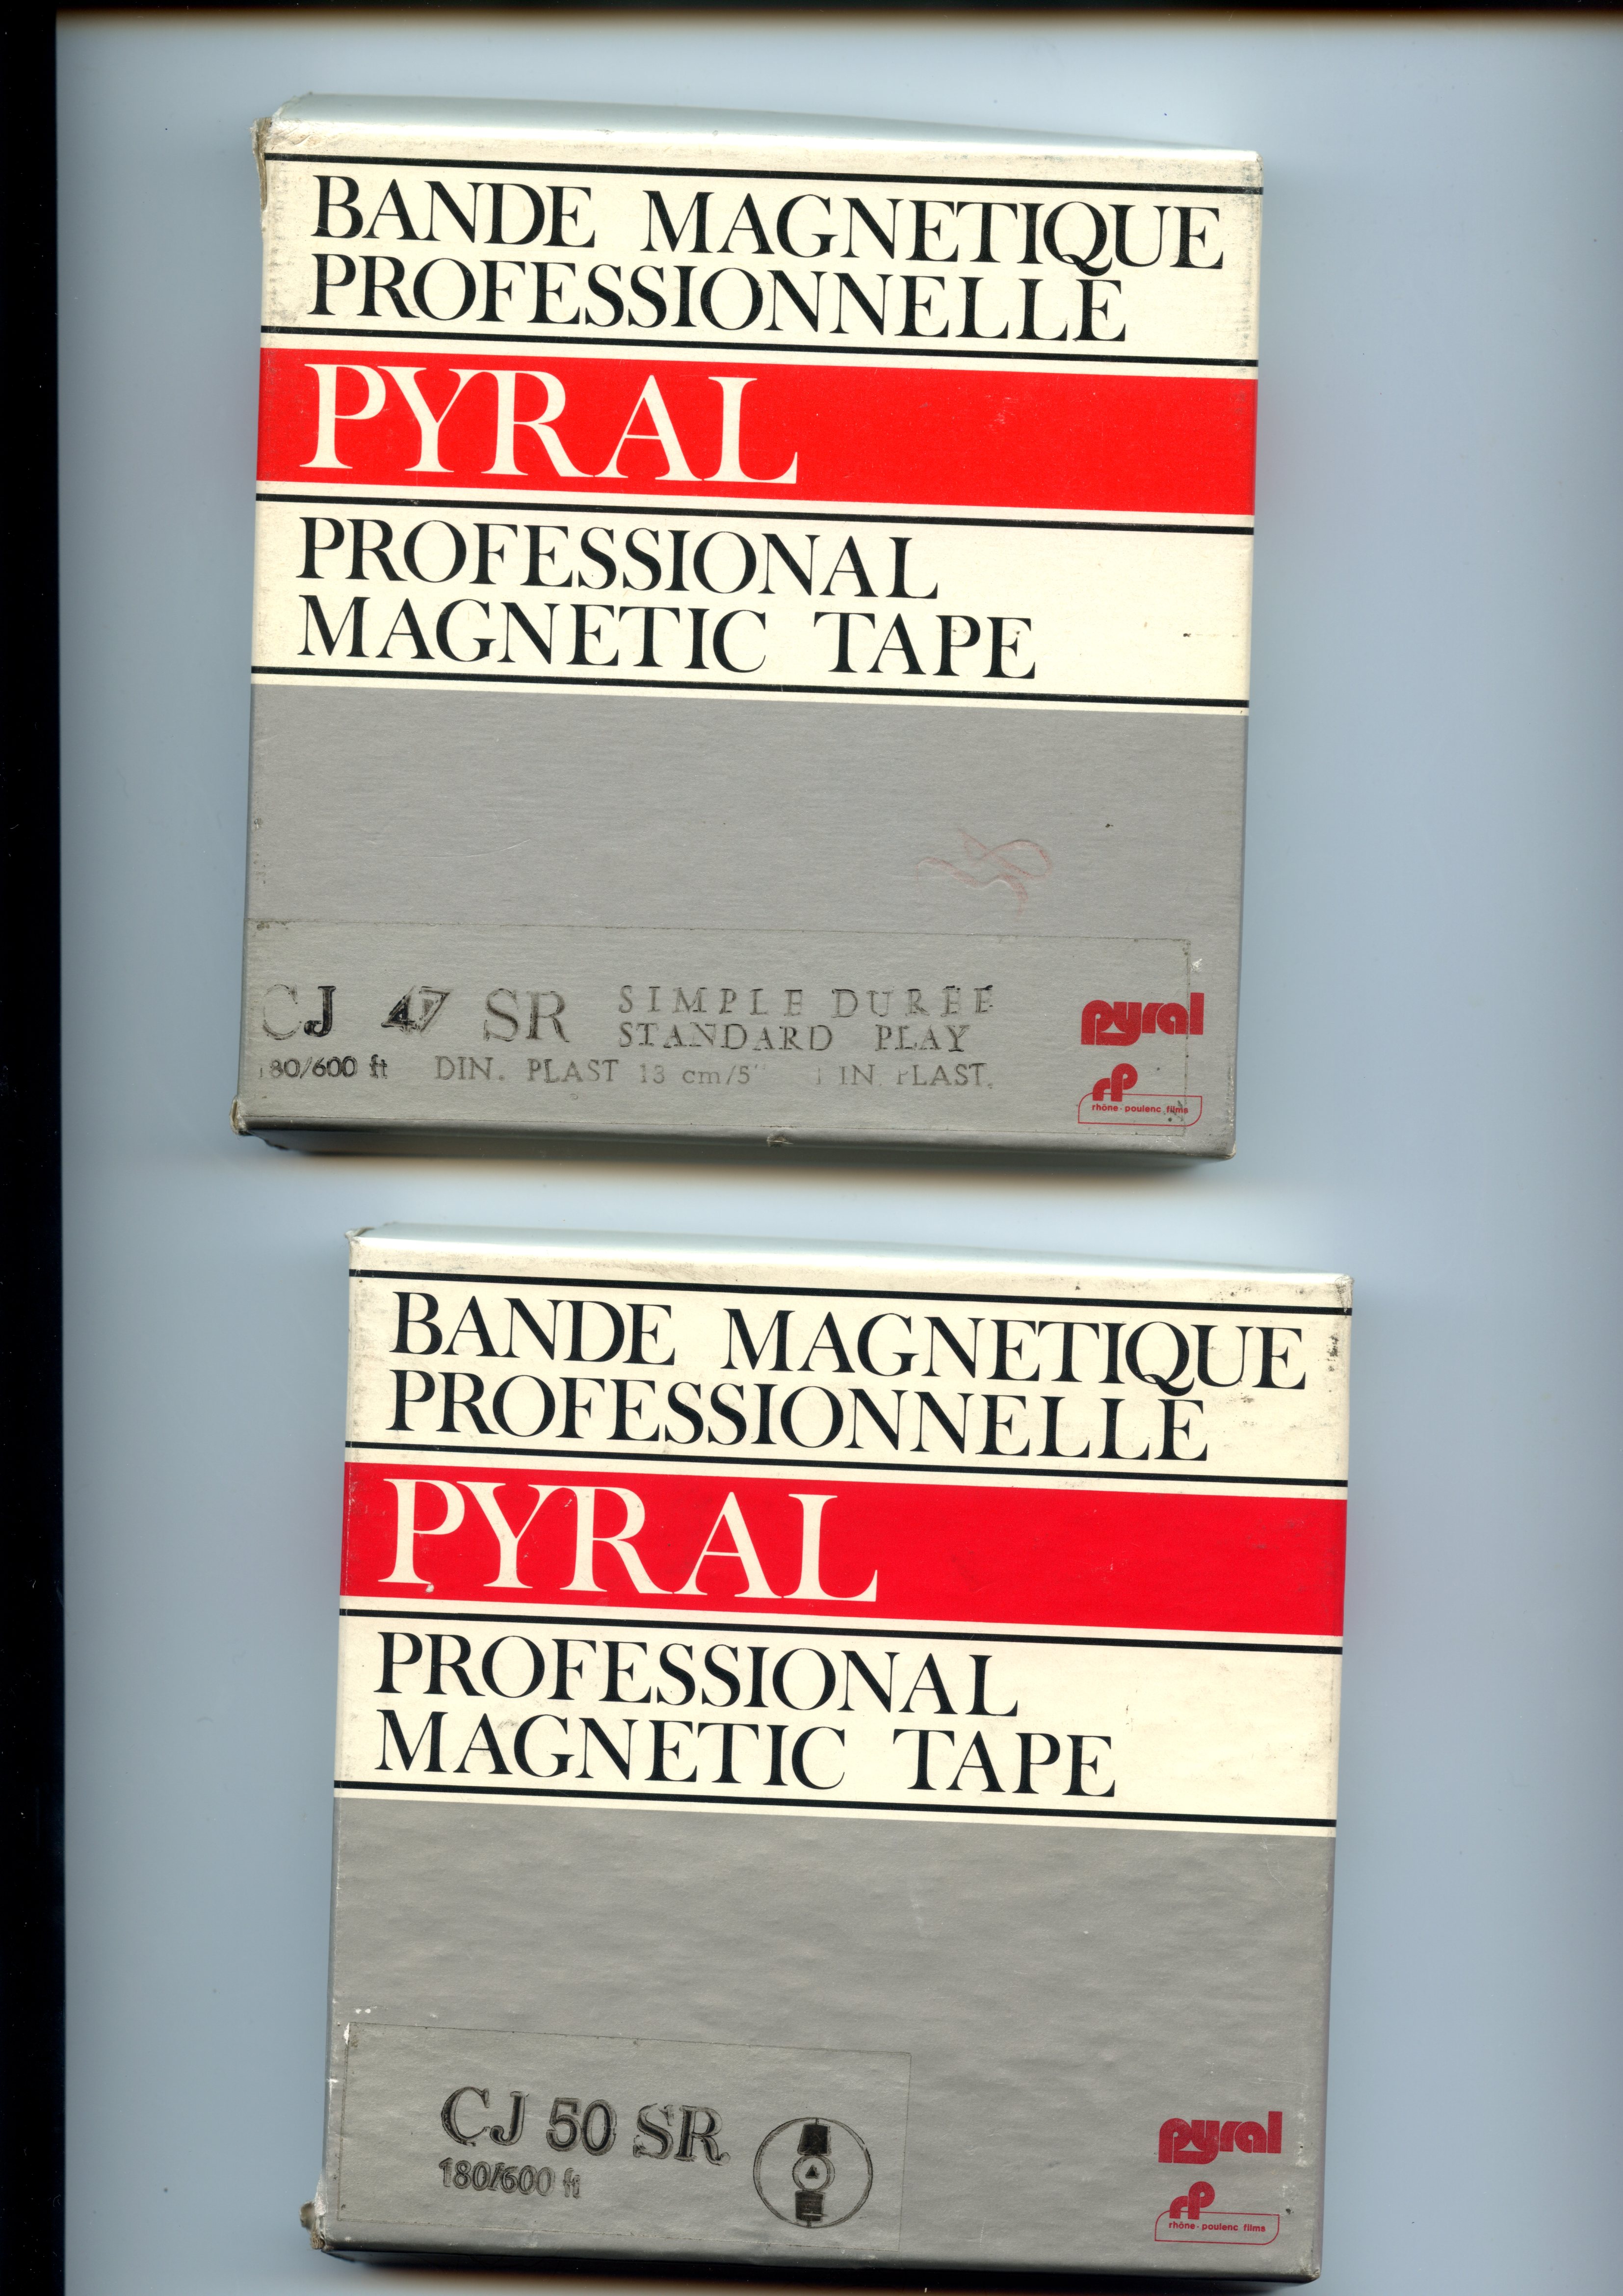 BANDE MAGNETIQUE
PROFESSIONNELLE
PYRAL
PROFESSIONAL
MAGNETIC TAPE
CJ 47 SR
SIMPLE DURÉE
STANDARD PLAY
180/600 ft DIN. PLAST 13 cm/5" IN. PLAST.
pyral
rp
rhône-poulenc films
BANDE MAGNETIQUE
PROFESSIONNELLE
PYRAL
PROFESSIONAL
MAGNETIC TAPE
CJ 50 SR
180/600 ft
pyral
rp
rhône-poulenc films